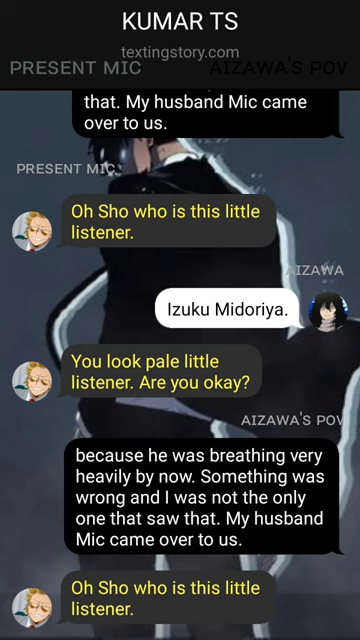 KUMAR TS
textingstory.com
PRESENT MIC AIZAWA'S POV
that. My husband Mic came
over to us.
PRESENT MIC
Oh Sho who is this little
listener.
AIZAWA
Izuku Midoriya.
You look pale little
listener. Are you okay?
AIZAWA'S POV
because he was breathing very
heavily by now. Something was
wrong and I was not the only
one that saw that. My husband
Mic came over to us.
Oh Sho who is this little
listener.